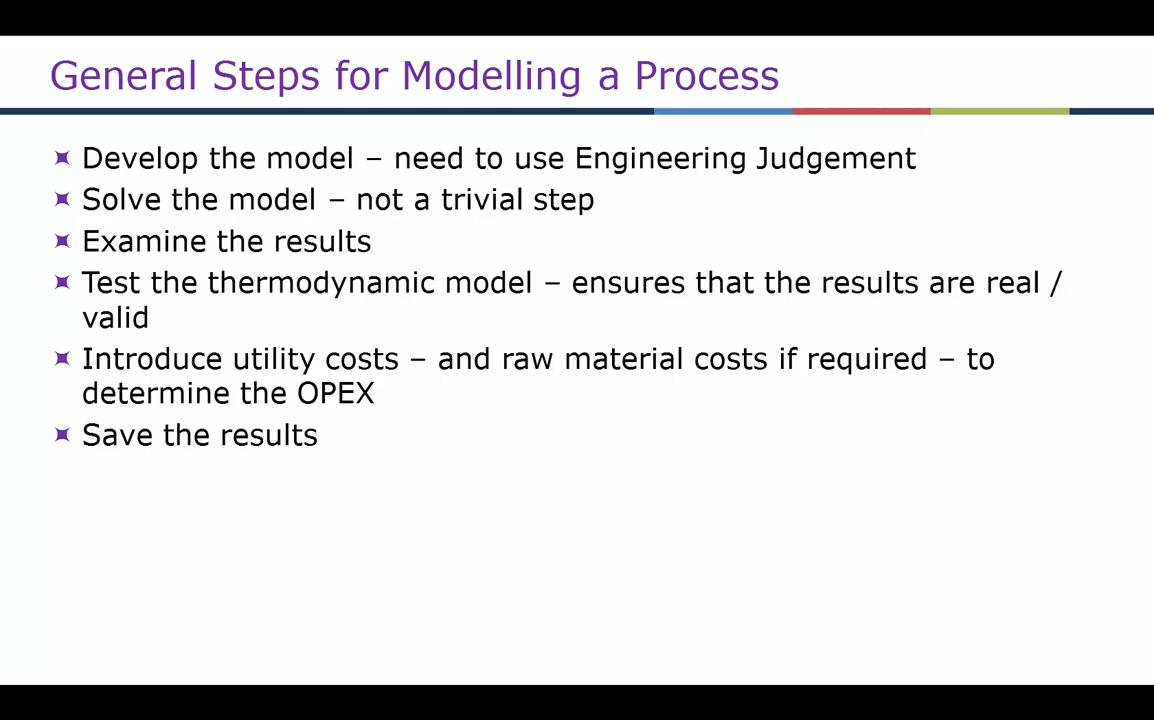 General Steps for Modelling a Process
Develop the model – need to use Engineering Judgement
Solve the model – not a trivial step
Examine the results
Test the thermodynamic model – ensures that the results are real /
valid
Introduce utility costs – and raw material costs if required – to
determine the OPEX
Save the results